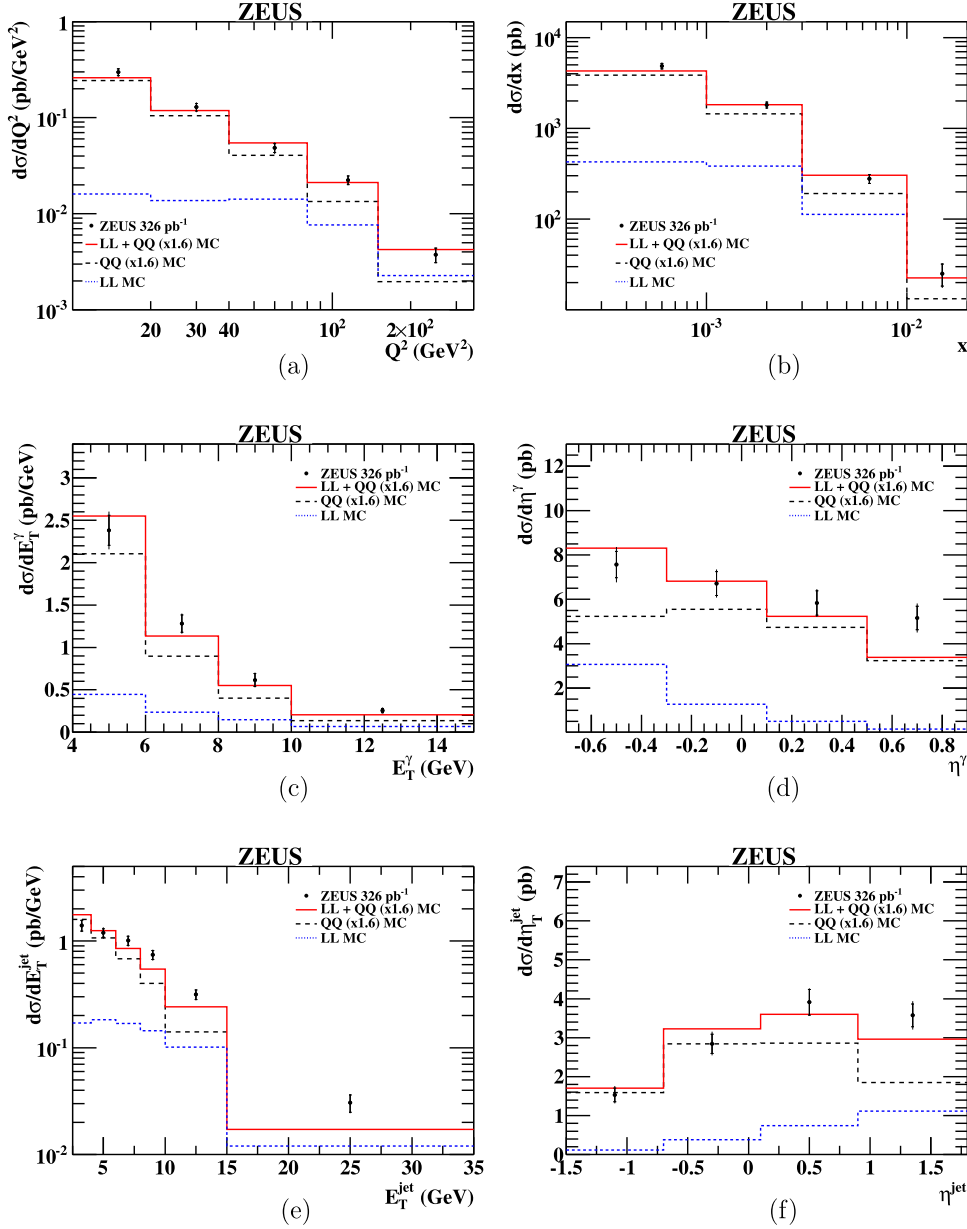 ZEUS
dσ/dQ² (pb/GeV²)
1
10⁻¹
10⁻²
10⁻³
ZEUS 326 pb⁻¹
LL + QQ (x1.6) MC
QQ (x1.6) MC
LL MC
20 30 40 10² 2×10²
Q² (GeV²)
(a)
ZEUS
dσ/dx (pb)
10⁴
10³
10²
ZEUS 326 pb⁻¹
LL + QQ (x1.6) MC
QQ (x1.6) MC
LL MC
10⁻³ 10⁻²
x
(b)
ZEUS
dσ/dE_T^γ (pb/GeV)
3
2.5
2
1.5
1
0.5
0
ZEUS 326 pb⁻¹
LL + QQ (x1.6) MC
QQ (x1.6) MC
LL MC
4 6 8 10 12 14
E_T^γ (GeV)
(c)
ZEUS
dσ/dη^γ (pb)
12
10
8
6
4
2
ZEUS 326 pb⁻¹
LL + QQ (x1.6) MC
QQ (x1.6) MC
LL MC
-0.6 -0.4 -0.2 0 0.2 0.4 0.6 0.8
η^γ
(d)
ZEUS
dσ/dE_T^jet (pb/GeV)
1
10⁻¹
10⁻²
ZEUS 326 pb⁻¹
LL + QQ (x1.6) MC
QQ (x1.6) MC
LL MC
5 10 15 20 25 30 35
E_T^jet (GeV)
(e)
ZEUS
dσ/dη_T^jet (pb)
7
6
5
4
3
2
1
0
ZEUS 326 pb⁻¹
LL + QQ (x1.6) MC
QQ (x1.6) MC
LL MC
-1.5 -1 -0.5 0 0.5 1 1.5
η^jet
(f)